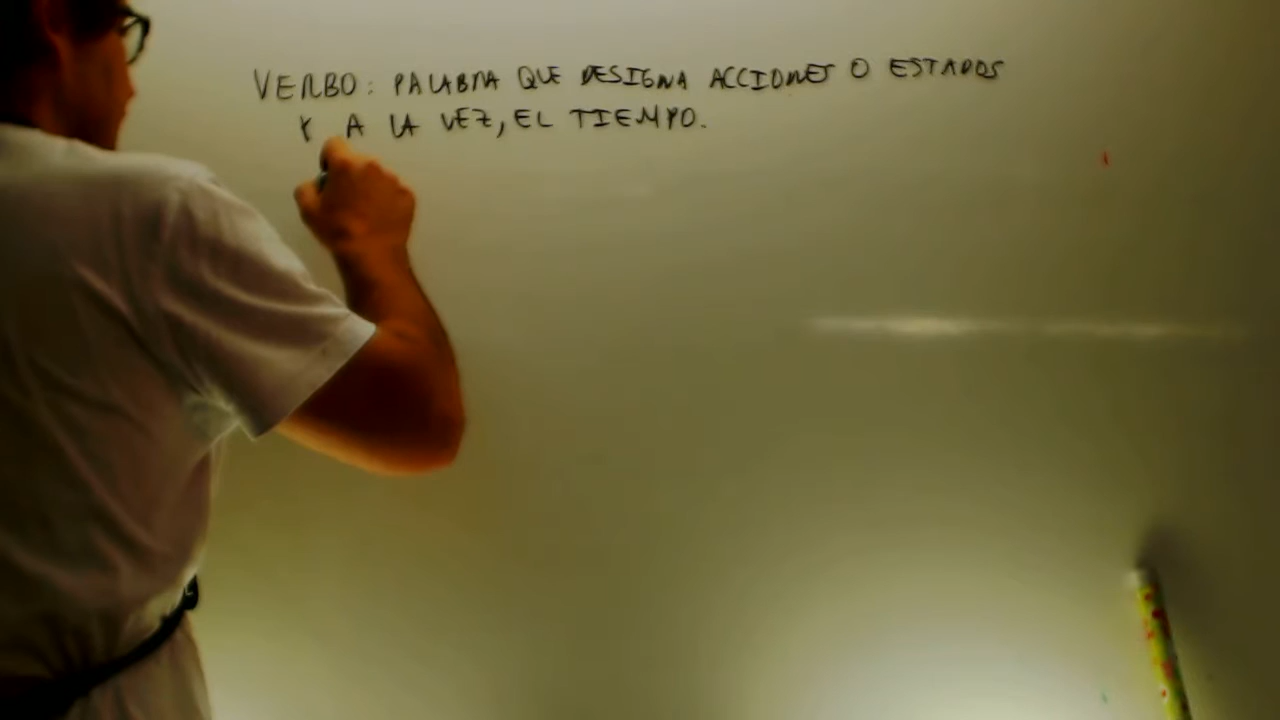 VERBO: PALABRA QUE DESIGNA ACCIONES O ESTADOS
Y A LA VEZ, EL TIEMPO.